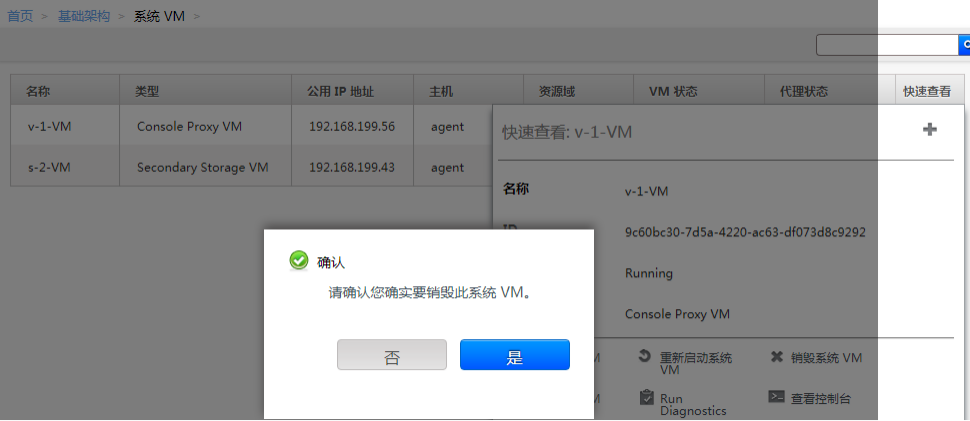 首页 > 基础架构 > 系统 VM >
名称 类型 公用 IP 地址 主机 资源域 VM 状态 代理状态 快速查看
v-1-VM Console Proxy VM 192.168.199.56 agent
s-2-VM Secondary Storage VM 192.168.199.43 agent
快速查看: v-1-VM
名称 v-1-VM
ID 9c60bc30-7d5a-4220-ac63-df073d8c9292
Running
Console Proxy VM
重新启动系统
VM
销毁系统 VM
Run
Diagnostics
查看控制台
确认
请确认您确实要销毁此系统 VM。
否 是